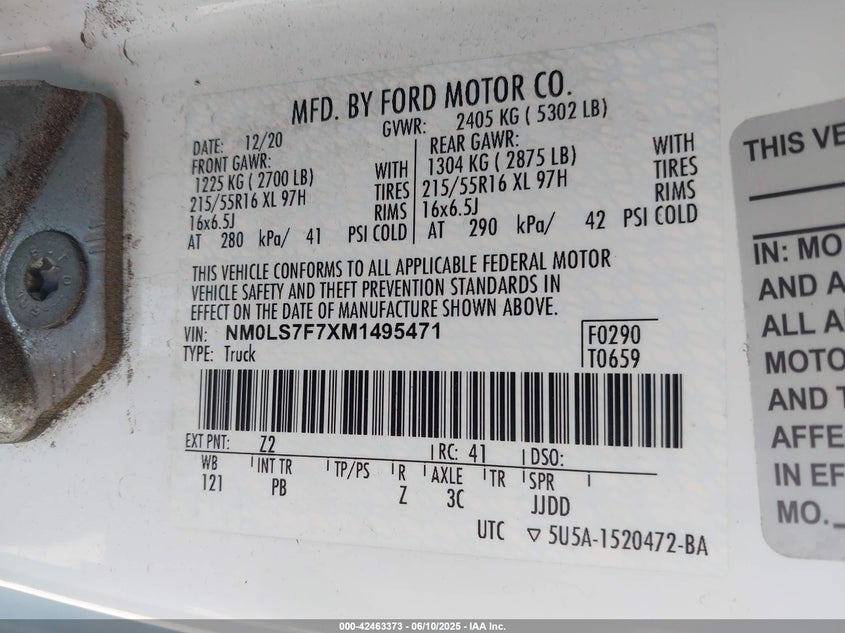 MFD. BY FORD MOTOR CO.
DATE: 12/20 GVWR: 2405 KG ( 5302 LB)
FRONT GAWR: WITH REAR GAWR: WITH
1225 KG ( 2700 LB) TIRES 1304 KG ( 2875 LB) TIRES
215/55R16 XL 97H RIMS 215/55R16 XL 97H RIMS
16x6.5J 16x6.5J
AT 280 kPa/ 41 PSI COLD AT 290 kPa/ 42 PSI COLD
THIS VEHICLE CONFORMS TO ALL APPLICABLE FEDERAL MOTOR
VEHICLE SAFETY AND THEFT PREVENTION STANDARDS IN
EFFECT ON THE DATE OF MANUFACTURE SHOWN ABOVE.
VIN: NM0LS7F7XM1495471 F0290
TYPE: Truck T0659
EXT PNT: Z2 RC: 41 DSO:
WB INT TR TP/PS R AXLE TR SPR
121 PB Z 3C JJDD
UTC ▽ 5U5A-1520472-BA
THIS VE
IN: MO
AND A
ALL A
MOTO
AND T
AFFE
IN EF
MO.
000-42463373 - 06/10/2025 - IAA Inc.